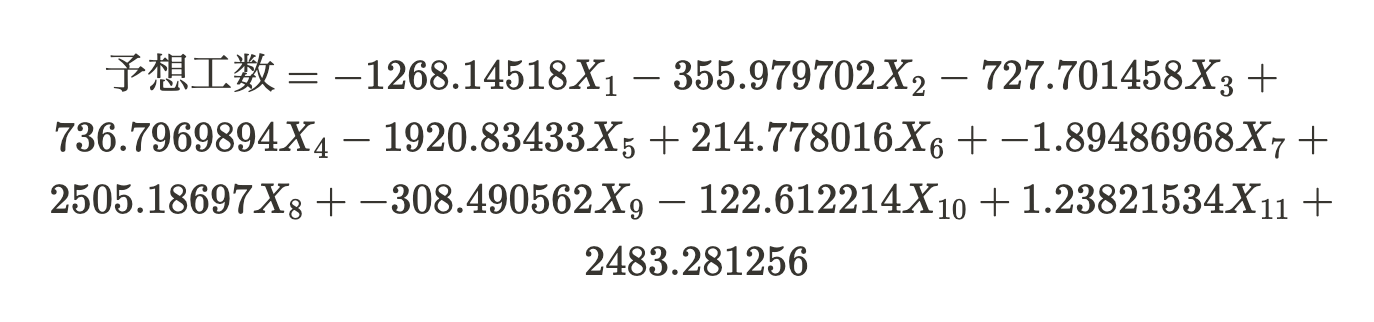 予想工数 = −1268.14518X₁ − 355.979702X₂ − 727.701458X₃ +
736.7969894X₄ − 1920.83433X₅ + 214.778016X₆ + −1.89486968X₇ +
2505.18697X₈ + −308.490562X₉ − 122.612214X₁₀ + 1.23821534X₁₁ +
2483.281256